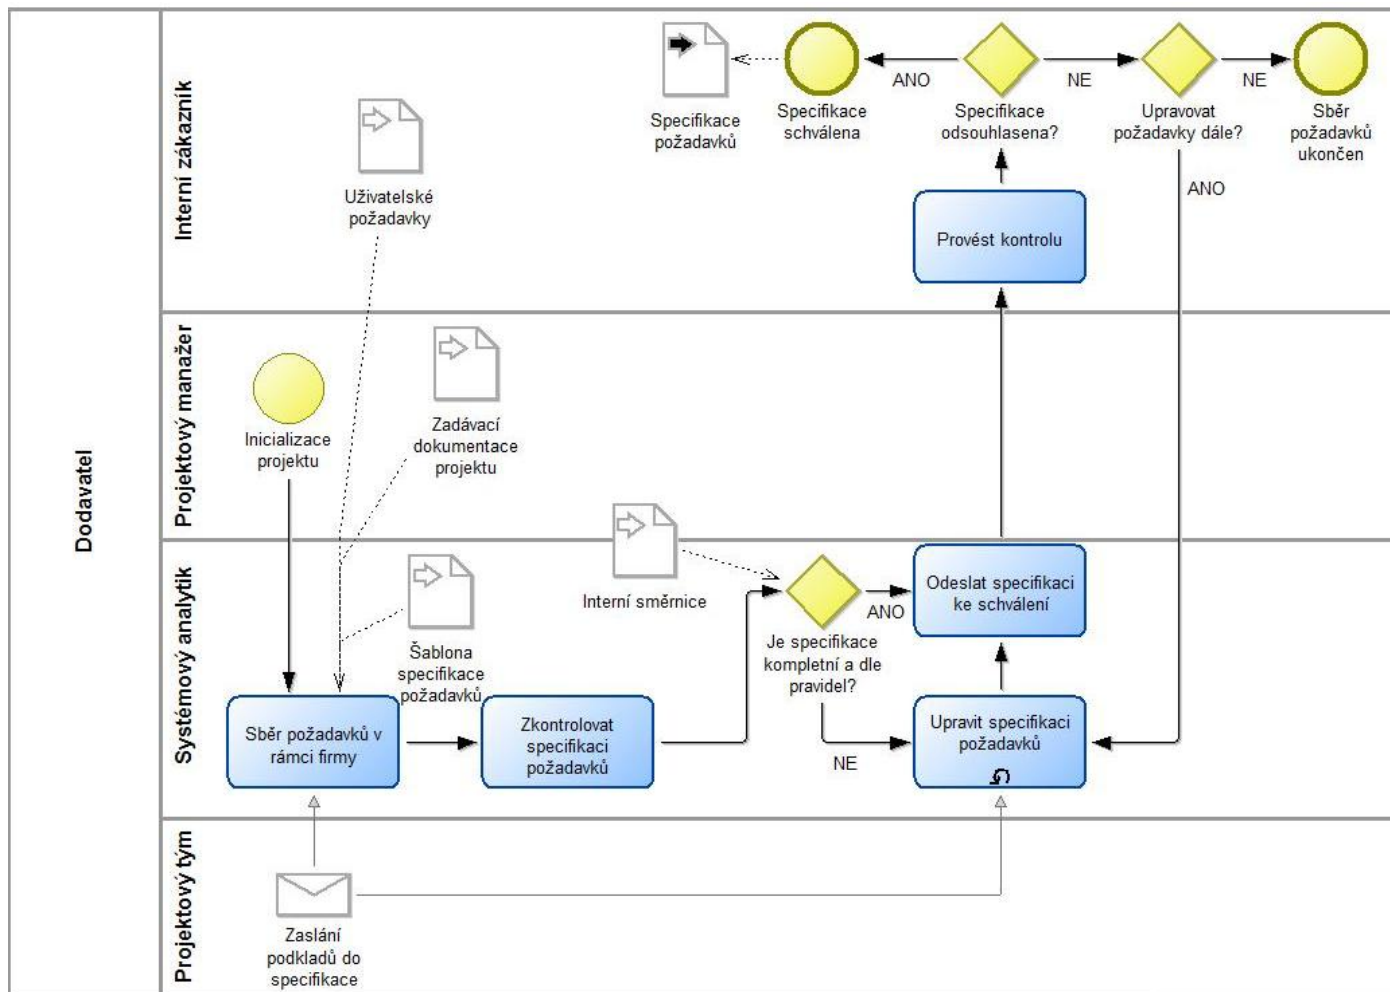 Dodavatel
Interní zákazník
Specifikace
požadavků
Specifikace
schválena
ANO
Specifikace
odsouhlasena?
NE
Upravovat
požadavky dále?
NE
Sběr
požadavků
ukončen
ANO
Uživatelské
požadavky
Provést kontrolu
Projektový manažer
Inicializace
projektu
Zadávací
dokumentace
projektu
Systémový analytik
Interní směrnice
Šablona
specifikace
požadavků
Je specifikace
kompletní a dle
pravidel?
ANO
NE
Odeslat specifikaci
ke schválení
Sběr požadavků v
rámci firmy
Zkontrolovat
specifikaci
požadavků
Upravit specifikaci
požadavků
Projektový tým
Zaslání
podkladů do
specifikace